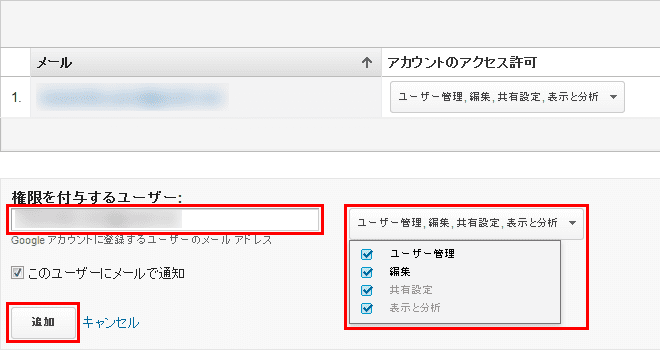 メール アカウントのアクセス許可
1. ユーザー管理, 編集, 共有設定, 表示と分析
権限を付与するユーザー:
ユーザー管理, 編集, 共有設定, 表示と分析
Google アカウントに登録するユーザーのメール アドレス
ユーザー管理
このユーザーにメールで通知
編集
共有設定
表示と分析
追加 キャンセル